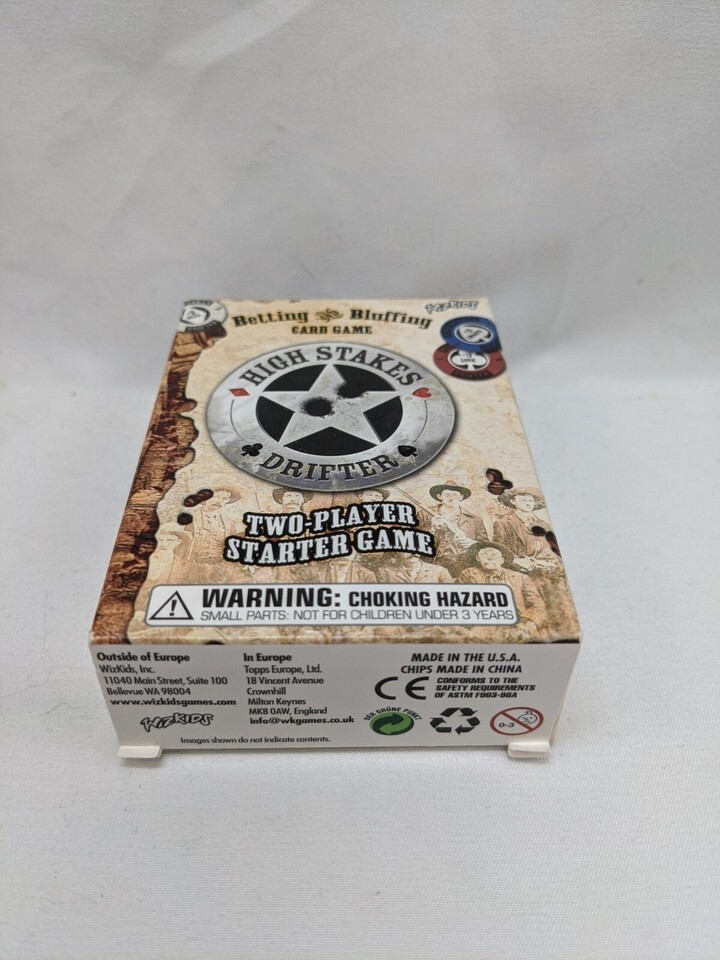 Betting and Bluffing
CARD GAME
WIZKIDS
HIGH STAKES
DRIFTER
TWO-PLAYER
STARTER GAME
WARNING: CHOKING HAZARD
SMALL PARTS: NOT FOR CHILDREN UNDER 3 YEARS
Outside of Europe
WizKids, Inc.
11040 Main Street, Suite 100
Bellevue WA 98004
www.wizkidsgames.com
WIZKIDS
In Europe
Topps Europe, Ltd.
18 Vincent Avenue
Crownhill
Milton Keynes
MK8 0AW, England
info@wkgames.co.uk
Images shown do not indicate contents.
MADE IN THE U.S.A.
CHIPS MADE IN CHINA
CE
CONFORMS TO THE
SAFETY REQUIREMENTS
OF ASTM F963-96A
DER GRÜNE PUNKT
0-3